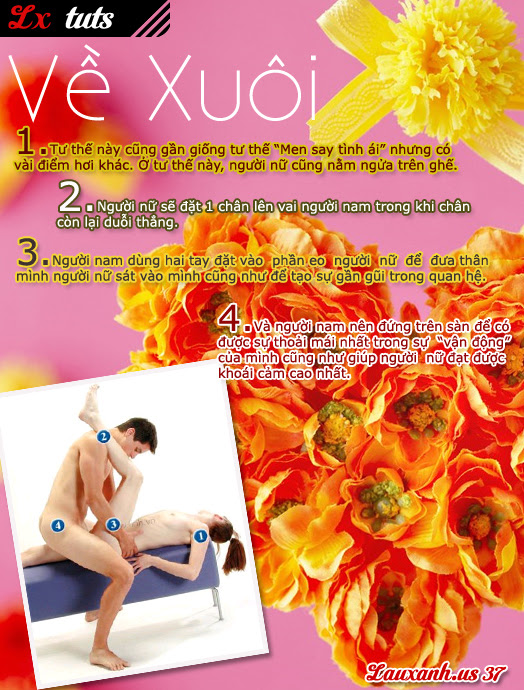 Lx tuts
Về Xuôi
1. Tư thế này cũng gần giống tư thế “Men say tình ái” nhưng có
vài điểm hơi khác. Ở tư thế này, người nữ cũng nằm ngửa trên ghế.
2. Người nữ sẽ đặt 1 chân lên vai người nam trong khi chân
còn lại duỗi thẳng.
3. Người nam dùng hai tay đặt vào phần eo người nữ để đưa thân
mình người nữ sát vào mình cũng như để tạo sự gần gũi trong quan hệ.
4. Và người nam nên đứng trên sàn để có
được sự thoải mái nhất trong sự “vận động”
của mình cũng như giúp người nữ đạt được
khoái cảm cao nhất.
2
4
3
1
Lauxanh.us 37